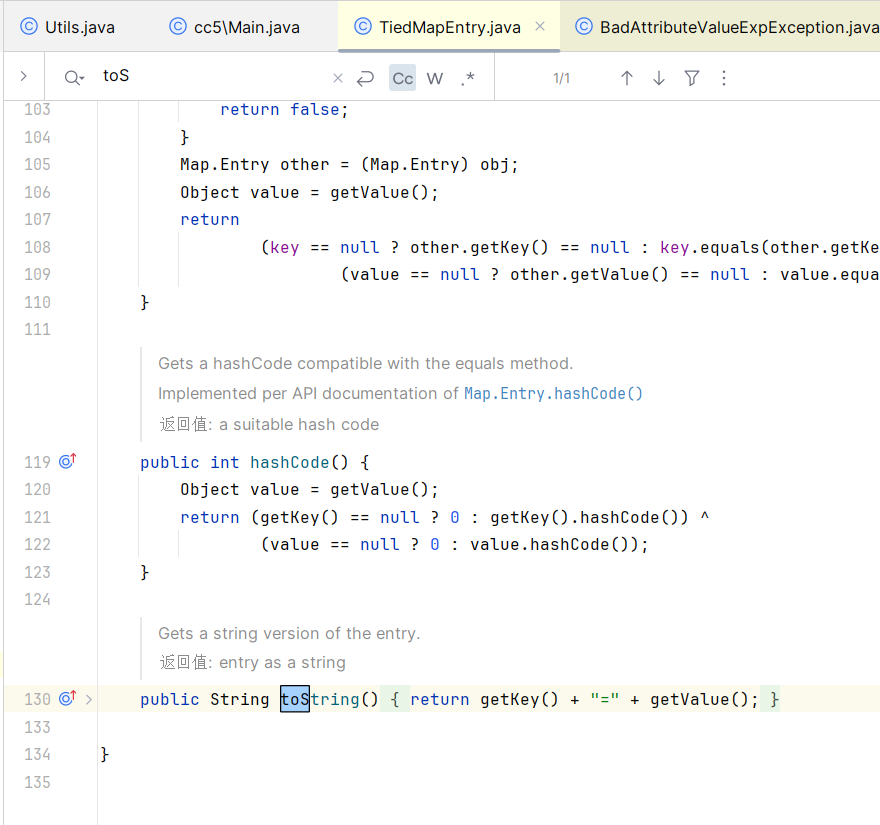 Utils.java cc5\Main.java TiedMapEntry.java BadAttributeValueExpException.java
toS Cc W .* 1/1
103 return false;
104 }
105 Map.Entry other = (Map.Entry) obj;
106 Object value = getValue();
107 return
108 (key == null ? other.getKey() == null : key.equals(other.getKe
109 (value == null ? other.getValue() == null : value.equa
110 }
111
Gets a hashCode compatible with the equals method.
Implemented per API documentation of Map.Entry.hashCode()
返回值: a suitable hash code
119 public int hashCode() {
120 Object value = getValue();
121 return (getKey() == null ? 0 : getKey().hashCode()) ^
122 (value == null ? 0 : value.hashCode());
123 }
124
Gets a string version of the entry.
返回值: entry as a string
130 public String toString() { return getKey() + "=" + getValue(); }
133
134 }
135